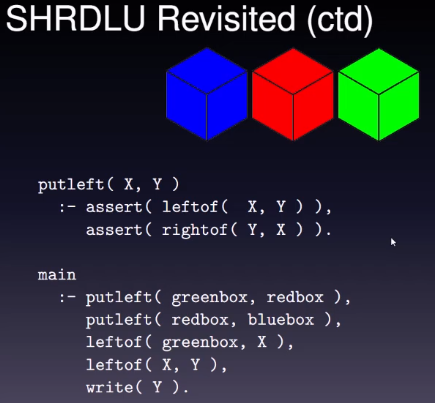 SHRDLU Revisited (ctd)
putleft( X, Y )
:- assert( leftof(  X, Y ) ),
assert( rightof( Y, X ) ).
main
:- putleft( greenbox, redbox ),
putleft( redbox, bluebox ),
leftof( greenbox, X ),
leftof( X, Y ),
write( Y ).